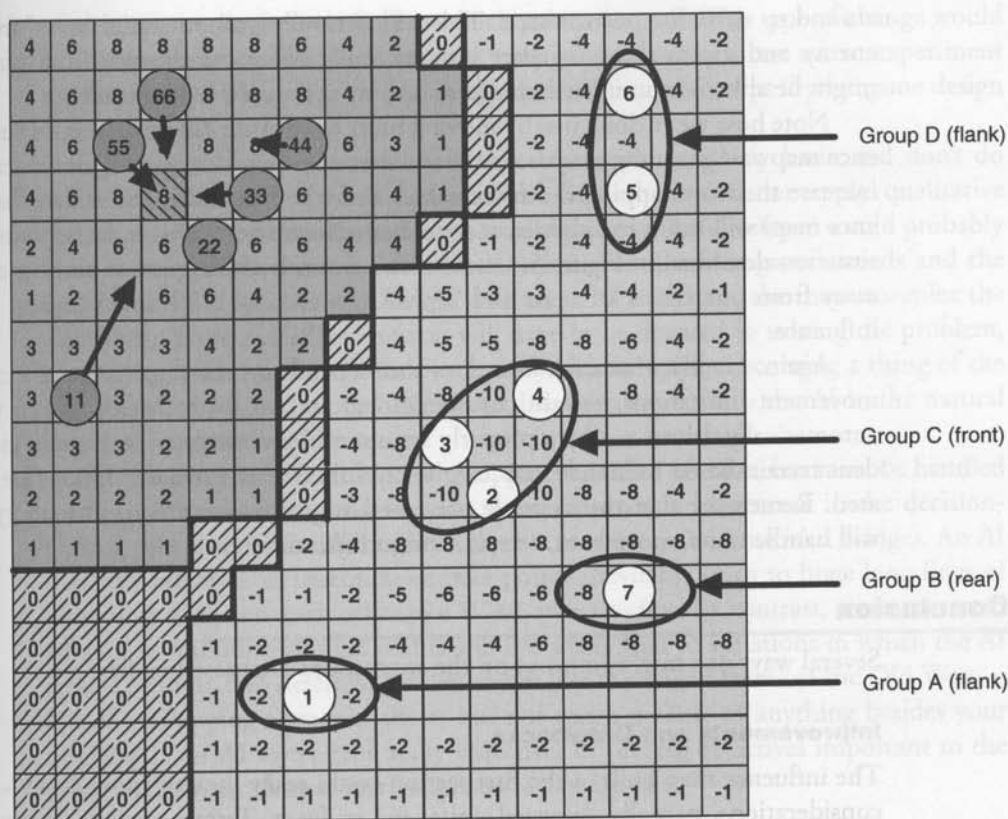 4 6 8 8 8 8 6 4 2 0 -1 -2 -4 -4 -4 -2
4 6 8 66 8 8 8 4 2 1 0 -2 -4 6 -4 -2
4 6 55 8 8 44 6 3 1 0 -2 -4 -4 -2 Group D (flank)
4 6 8 8 33 6 6 4 1 0 -2 -4 5 -4 -2
2 4 6 6 22 6 6 4 4 0 -1 -2 -4 -4 -4 -2
1 2 6 6 4 2 2 -4 -5 -3 -3 -4 -4 -2 -1
3 3 3 3 4 2 2 0 -4 -5 -5 -8 -8 -6 -4 -2
3 11 3 2 2 2 0 -2 -4 -8 -10 4 -8 -4 -2
3 3 3 2 2 1 0 -4 -8 3 -10 -10 Group C (front)
2 2 2 2 1 1 0 -3 -8 -10 2 -10 -8 -8 -4 -2
1 1 1 1 0 0 -2 -4 -8 -8 -8 -8 -8 -8 -8 -8
0 0 0 0 0 -1 -1 -2 -5 -6 -6 -6 -8 7 Group B (rear)
0 0 0 0 -1 -2 -2 -2 -4 -4 -4 -6 -8 -8 -8 -8
0 0 0 0 -1 -2 1 -2 Group A (flank)
0 0 0 0 -1 -2 -2 -2 -2 -2 -2 -2 -2 -2 -2 -2
0 0 0 0 -1 -1 -1 -1 -1 -1 -1 -1 -1 -1 -1 -1